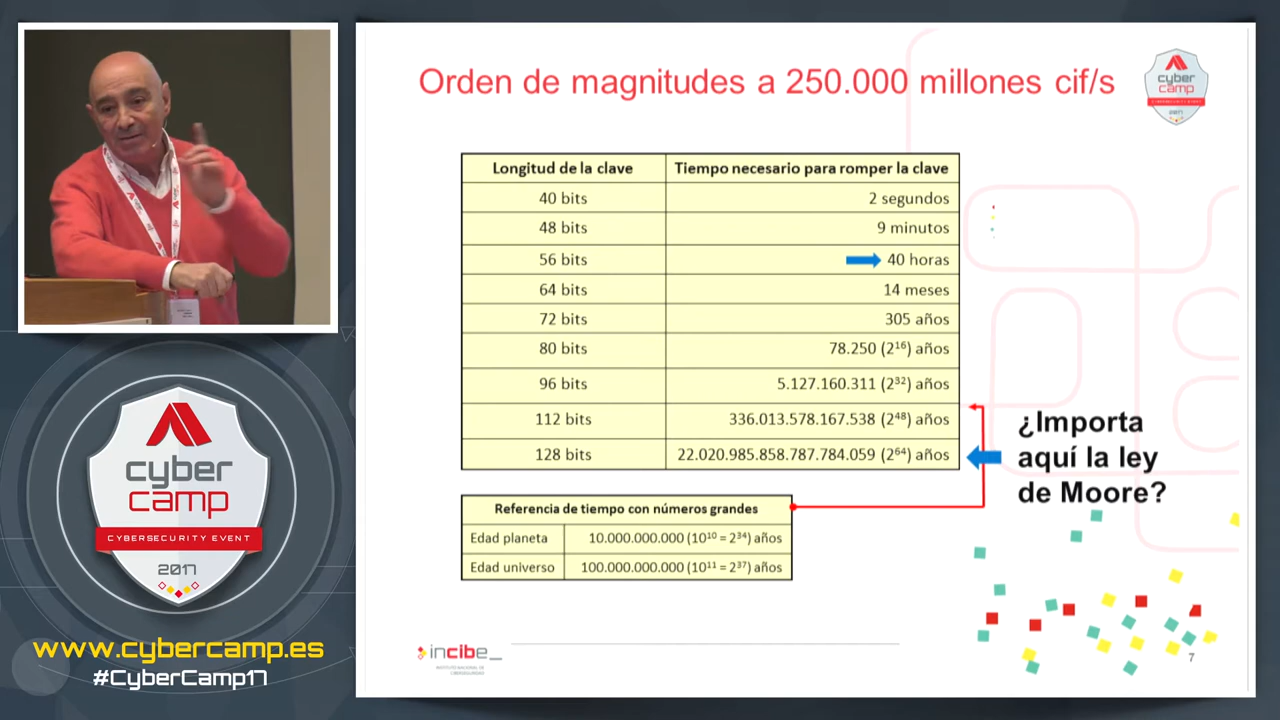 Orden de magnitudes a 250.000 millones cif/s
cyber
camp
CYBERSECURITY EVENT
2017
Longitud de la clave Tiempo necesario para romper la clave
40 bits 2 segundos
48 bits 9 minutos
56 bits 40 horas
64 bits 14 meses
72 bits 305 años
80 bits 78.250 (2¹⁶) años
96 bits 5.127.160.311 (2³²) años
112 bits 336.013.578.167.538 (2⁴⁸) años
128 bits 22.020.985.858.787.784.059 (2⁶⁴) años
¿Importa
aquí la ley
de Moore?
Referencia de tiempo con números grandes
Edad planeta 10.000.000.000 (10¹⁰ = 2³⁴) años
Edad universo 100.000.000.000 (10¹¹ = 2³⁷) años
incibe_
INSTITUTO NACIONAL DE
CIBERSEGURIDAD
7
cyber
camp
CYBERSECURITY EVENT
2017
www.cybercamp.es
#CyberCamp17